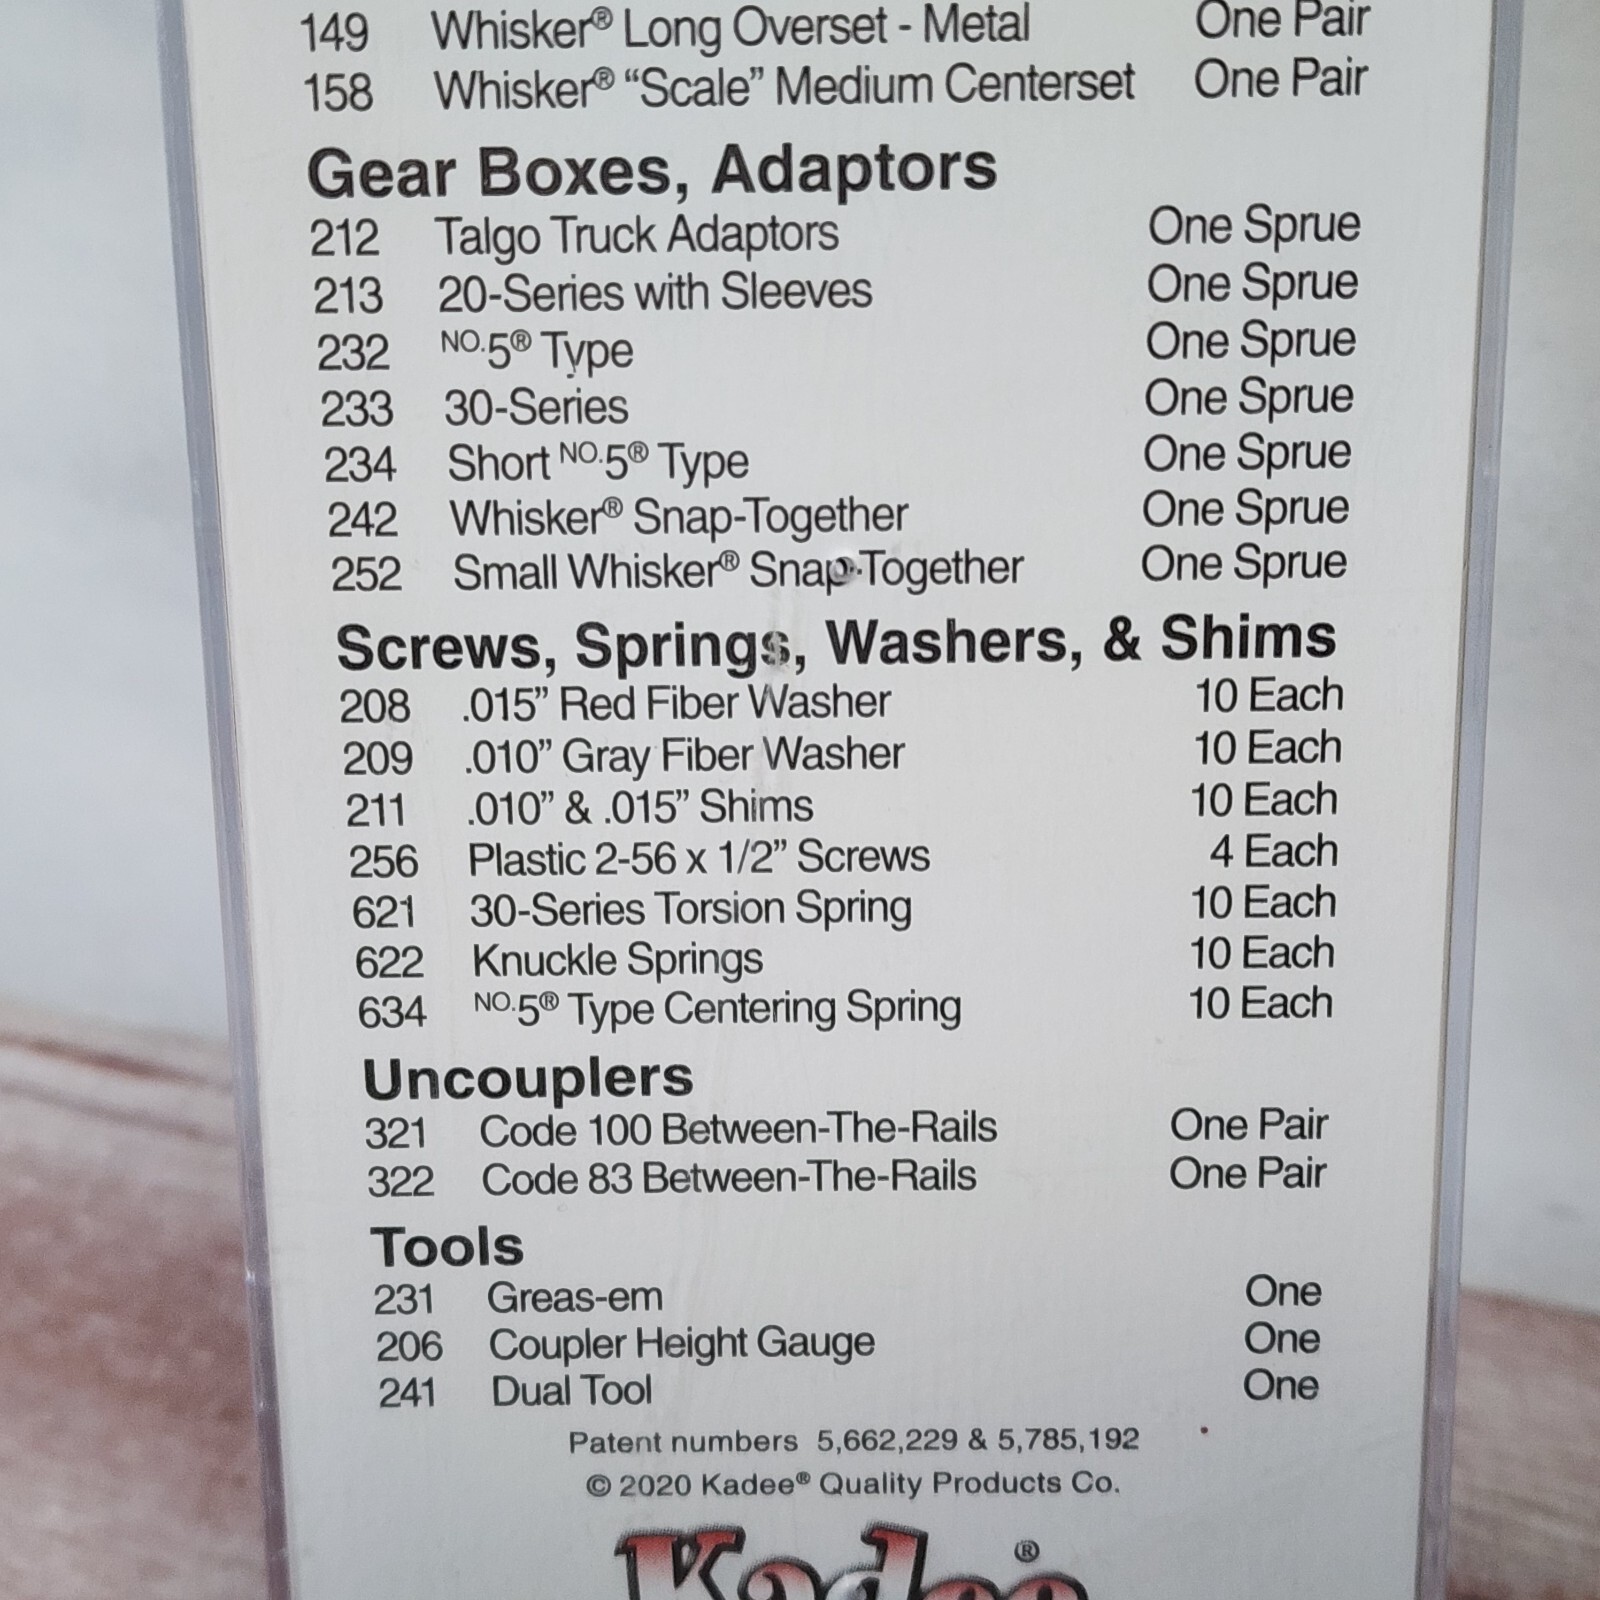 149 Whisker® Long Overset - Metal One Pair
158 Whisker® “Scale” Medium Centerset One Pair
Gear Boxes, Adaptors
212 Talgo Truck Adaptors One Sprue
213 20-Series with Sleeves One Sprue
232 NO.5® Type One Sprue
233 30-Series One Sprue
234 Short NO.5® Type One Sprue
242 Whisker® Snap-Together One Sprue
252 Small Whisker® Snap-Together One Sprue
Screws, Springs, Washers, & Shims
208 .015” Red Fiber Washer 10 Each
209 .010” Gray Fiber Washer 10 Each
211 .010” & .015” Shims 10 Each
256 Plastic 2-56 x 1/2” Screws 4 Each
621 30-Series Torsion Spring 10 Each
622 Knuckle Springs 10 Each
634 NO.5® Type Centering Spring 10 Each
Uncouplers
321 Code 100 Between-The-Rails One Pair
322 Code 83 Between-The-Rails One Pair
Tools
231 Greas-em One
206 Coupler Height Gauge One
241 Dual Tool One
Patent numbers 5,662,229 & 5,785,192
© 2020 Kadee® Quality Products Co.
Kadee®